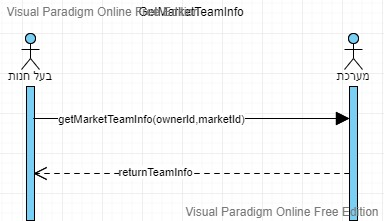 Visual Paradigm Online Free Edition
GetMarketTeamInfo
בעל חנות
מערכת
getMarketTeamInfo(ownerId,marketId)
returnTeamInfo
Visual Paradigm Online Free Edition